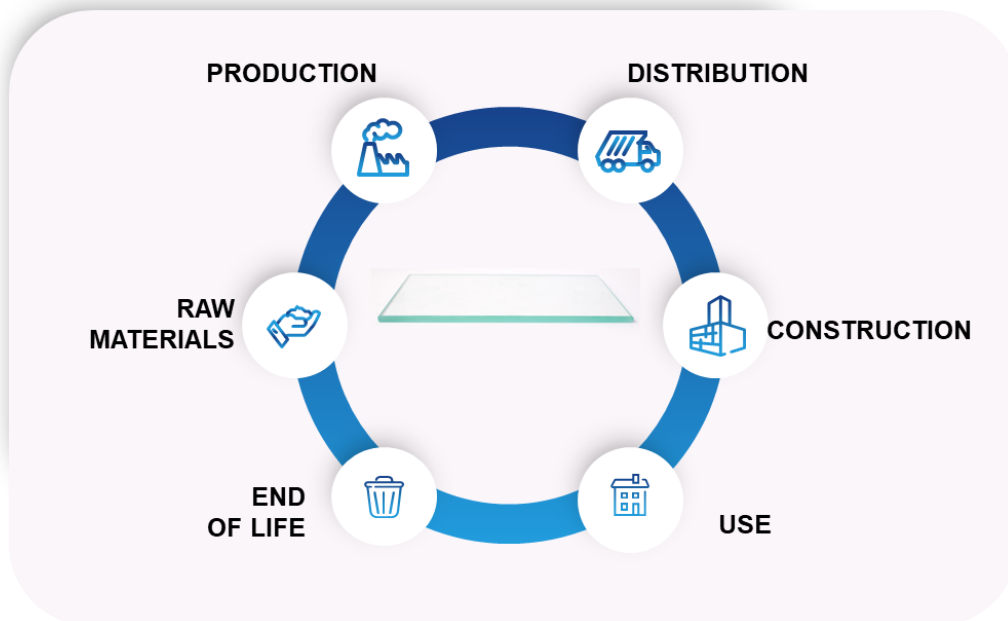 PRODUCTION
DISTRIBUTION
RAW
MATERIALS
CONSTRUCTION
END
OF LIFE
USE